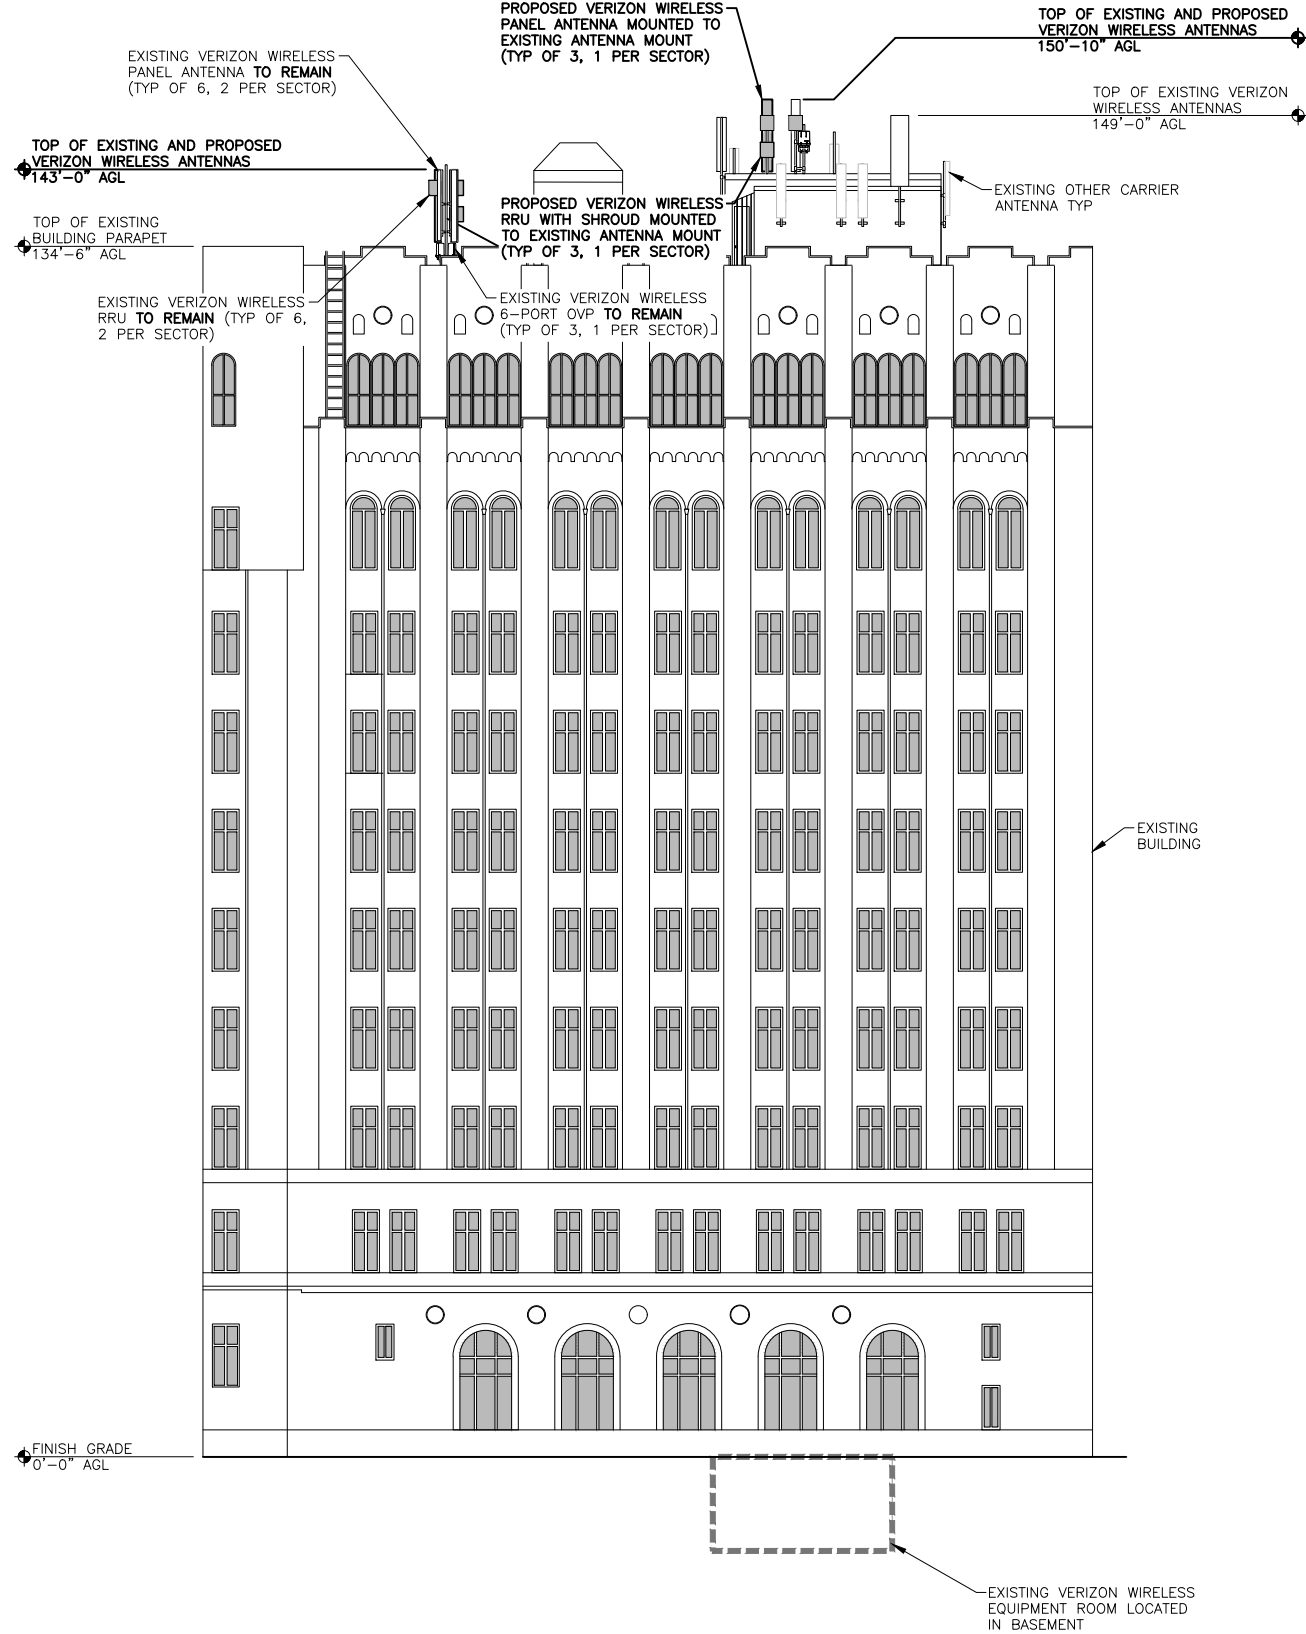 PROPOSED VERIZON WIRELESS
PANEL ANTENNA MOUNTED TO
EXISTING ANTENNA MOUNT
(TYP OF 3, 1 PER SECTOR)
TOP OF EXISTING AND PROPOSED
VERIZON WIRELESS ANTENNAS
150'-10" AGL
EXISTING VERIZON WIRELESS
PANEL ANTENNA TO REMAIN
(TYP OF 6, 2 PER SECTOR)
TOP OF EXISTING VERIZON
WIRELESS ANTENNAS
149'-0" AGL
TOP OF EXISTING AND PROPOSED
VERIZON WIRELESS ANTENNAS
143'-0" AGL
EXISTING OTHER CARRIER
ANTENNA TYP
PROPOSED VERIZON WIRELESS
RRU WITH SHROUD MOUNTED
TO EXISTING ANTENNA MOUNT
(TYP OF 3, 1 PER SECTOR)
TOP OF EXISTING
BUILDING PARAPET
134'-6" AGL
EXISTING VERIZON WIRELESS
RRU TO REMAIN (TYP OF 6,
2 PER SECTOR)
EXISTING VERIZON WIRELESS
6-PORT OVP TO REMAIN
(TYP OF 3, 1 PER SECTOR)
EXISTING
BUILDING
FINISH GRADE
0'-0" AGL
EXISTING VERIZON WIRELESS
EQUIPMENT ROOM LOCATED
IN BASEMENT